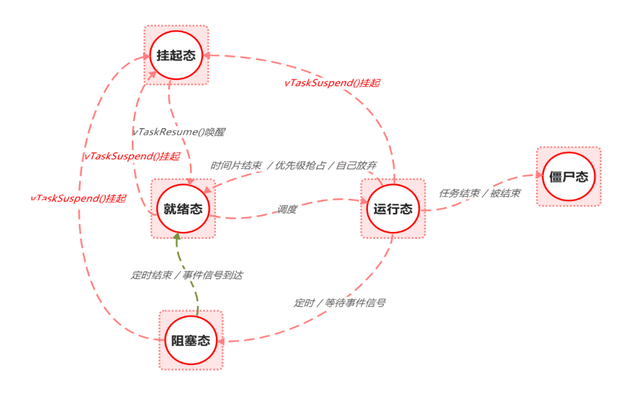 挂起态
vTaskSuspend()挂起
vTaskResume()唤醒
vTaskSuspend()挂起
时间片结束 / 优先级抢占 / 自己放弃
僵尸态
任务结束 / 被结束
vTaskSuspend()挂起
就绪态
调度
运行态
定时结束 / 事件信号到达
定时 / 等待事件信号
阻塞态